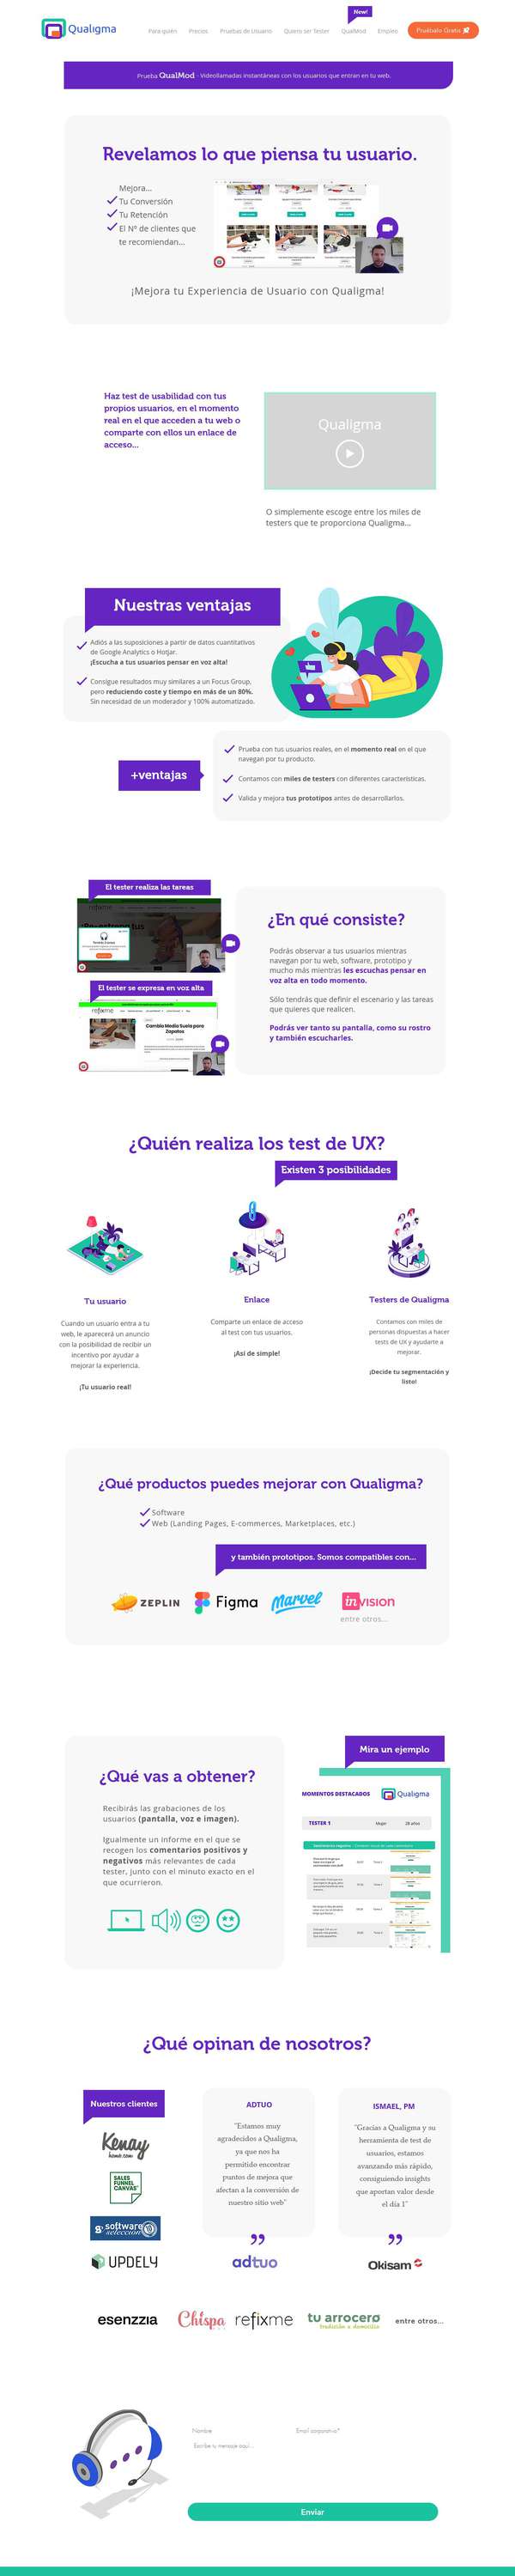 New!
Qualigma
Para quién
Precios
Pruebas de Usuario
Quiero ser Tester
QualMod
Empleo
Pruébalo Gratis
Prueba QualMod - Videollamadas instantáneas con los usuarios que entran en tu web.
Revelamos lo que piensa tu usuario.
Mejora...
Tu Conversión
Tu Retención
El Nº de clientes que
te recomiendan...
¡Mejora tu Experiencia de Usuario con Qualigma!
Haz test de usabilidad con tus
propios usuarios, en el momento
real en el que acceden a tu web o
comparte con ellos un enlace de
acceso...
Qualigma
O simplemente escoge entre los miles de
testers que te proporciona Qualigma...
Nuestras ventajas
Adiós a las suposiciones a partir de datos cuantitativos
de Google Analytics o Hotjar.
¡Escucha a tus usuarios pensar en voz alta!
Consigue resultados muy similares a un Focus Group,
pero reduciendo coste y tiempo en más de un 80%.
Sin necesidad de un moderador y 100% automatizado.
+ventajas
Prueba con tus usuarios reales, en el momento real en el que
navegan por tu producto.
Contamos con miles de testers con diferentes características.
Valida y mejora tus prototipos antes de desarrollarlos.
El tester realiza las tareas
refixme
El tester se expresa en voz alta
refixme
Cambio Media Suela para
Zapatos
¿En qué consiste?
Podrás observar a tus usuarios mientras
navegan por tu web, software, prototipo y
mucho más mientras les escuchas pensar en
voz alta en todo momento.
Sólo tendrás que definir el escenario y las tareas
que quieres que realicen.
Podrás ver tanto su pantalla, como su rostro
y también escucharles.
¿Quién realiza los test de UX?
Existen 3 posibilidades
Tu usuario
Cuando un usuario entra a tu
web, le aparecerá un anuncio
con la posibilidad de recibir un
incentivo por ayudar a
mejorar la experiencia.
¡Tu usuario real!
Enlace
Comparte un enlace de acceso
al test con tus usuarios.
¡Así de simple!
Testers de Qualigma
Contamos con miles de
personas dispuestas a hacer
tests de UX y ayudarte a
mejorar.
¡Decide tu segmentación y
listo!
¿Qué productos puedes mejorar con Qualigma?
Software
Web (Landing Pages, E-commerces, Marketplaces, etc.)
y también prototipos. Somos compatibles con...
ZEPLIN
Figma
Marvel
inVISION
entre otros...
¿Qué vas a obtener?
Recibirás las grabaciones de los
usuarios (pantalla, voz e imagen).
Igualmente un informe en el que se
recogen los comentarios positivos y
negativos más relevantes de cada
tester, junto con el minuto exacto en el
que ocurrieron.
Mira un ejemplo
MOMENTOS DESTACADOS
Qualigma
TESTER 1
Mujer
28 años
¿Qué opinan de nosotros?
Nuestros clientes
Kenay
home.com
SALES
FUNNEL
CANVAS
software
selección
UPDELY
ADTUO
"Estamos muy
agradecidos a Qualigma,
ya que nos ha
permitido encontrar
puntos de mejora que
afectan a la conversión de
nuestro sitio web"
adtuo
ISMAEL, PM
"Gracias a Qualigma y su
herramienta de test de
usuarios, estamos
avanzando más rápido,
consiguiendo insights
que aportan valor desde
el día 1"
Okisam
esenzzia
Chispa
refixme
tu arrocero
tradición a domicilio
entre otros...
Nombre
Email corporativo*
Escribe tu mensaje aquí...
Enviar